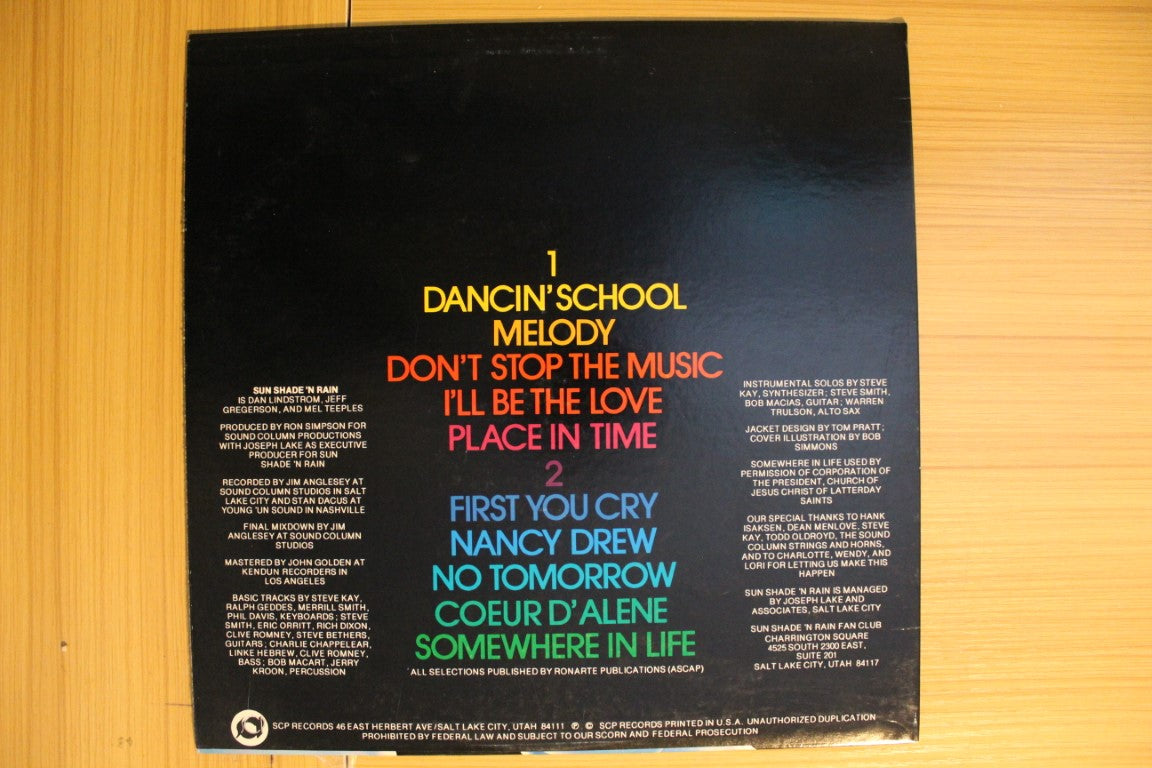 1
DANCIN' SCHOOL
MELODY
DON'T STOP THE MUSIC
I'LL BE THE LOVE
PLACE IN TIME
2
FIRST YOU CRY
NANCY DREW
NO TOMORROW
COEUR D'ALENE
SOMEWHERE IN LIFE
ALL SELECTIONS PUBLISHED BY RONARTE PUBLICATIONS (ASCAP)
SUN SHADE 'N RAIN
IS DAN LINDSTROM, JEFF
GREGERSON, AND MEL TEEPLES
PRODUCED BY RON SIMPSON FOR
SOUND COLUMN PRODUCTIONS
WITH JOSEPH LAKE AS EXECUTIVE
PRODUCER FOR SUN
SHADE 'N RAIN
RECORDED BY JIM ANGLESEY AT
SOUND COLUMN STUDIOS IN SALT
LAKE CITY AND STAN DACUS AT
YOUNG 'UN SOUND IN NASHVILLE
FINAL MIXDOWN BY JIM
ANGLESEY AT SOUND COLUMN
STUDIOS
MASTERED BY JOHN GOLDEN AT
KENDUN RECORDERS IN
LOS ANGELES
BASIC TRACKS BY STEVE KAY,
RALPH GEDDES, MERRILL SMITH,
PHIL DAVIS, KEYBOARDS; STEVE
SMITH, ERIC ORRITT, RICH DIXON,
CLIVE ROMNEY, STEVE BETHERS,
GUITARS; CHARLIE CHAPPELEAR,
LINKE HEBREW, CLIVE ROMNEY,
BASS; BOB MACART, JERRY
KROON, PERCUSSION
INSTRUMENTAL SOLOS BY STEVE
KAY, SYNTHESIZER; STEVE SMITH,
BOB MACIAS, GUITAR; WARREN
TRULSON, ALTO SAX
JACKET DESIGN BY TOM PRATT;
COVER ILLUSTRATION BY BOB
SIMMONS
SOMEWHERE IN LIFE USED BY
PERMISSION OF CORPORATION OF
THE PRESIDENT, CHURCH OF
JESUS CHRIST OF LATTERDAY
SAINTS
OUR SPECIAL THANKS TO HANK
ISAKSEN, DEAN MENLOVE, STEVE
KAY, TODD OLDROYD, THE SOUND
COLUMN STRINGS AND HORNS,
AND TO CHARLOTTE, WENDY, AND
LORI FOR LETTING US MAKE THIS
HAPPEN
SUN SHADE 'N RAIN IS MANAGED
BY JOSEPH LAKE AND
ASSOCIATES, SALT LAKE CITY
SUN SHADE 'N RAIN FAN CLUB
CHARRINGTON SQUARE
4525 SOUTH 2300 EAST,
SUITE 201
SALT LAKE CITY, UTAH 84117
SCP RECORDS 46 EAST HERBERT AVE/SALT LAKE CITY, UTAH 84111 ℗ © SCP RECORDS PRINTED IN U.S.A. UNAUTHORIZED DUPLICATION
PROHIBITED BY FEDERAL LAW AND SUBJECT TO OUR SCORN AND FEDERAL PROSECUTION